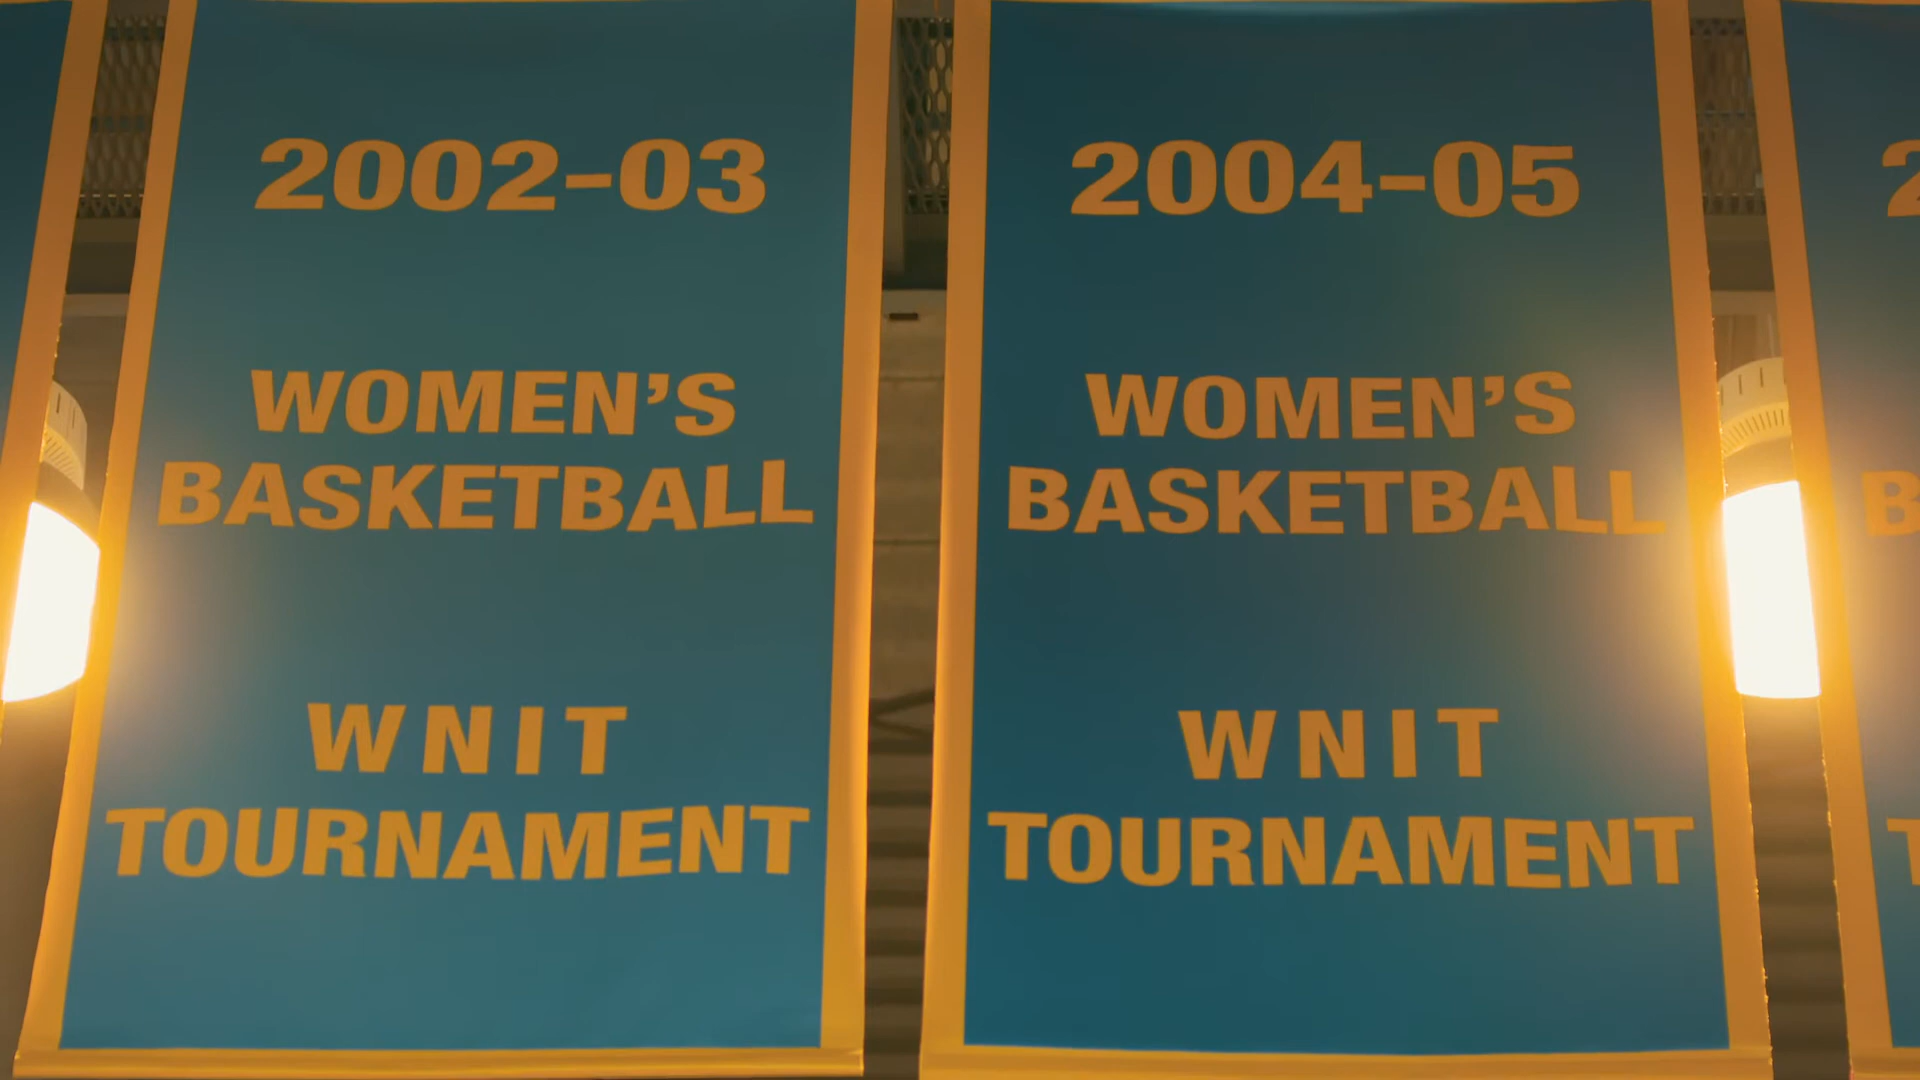 2002-03
WOMEN'S
BASKETBALL
WNIT
TOURNAMENT
2004-05
WOMEN'S
BASKETBALL
WNIT
TOURNAMENT